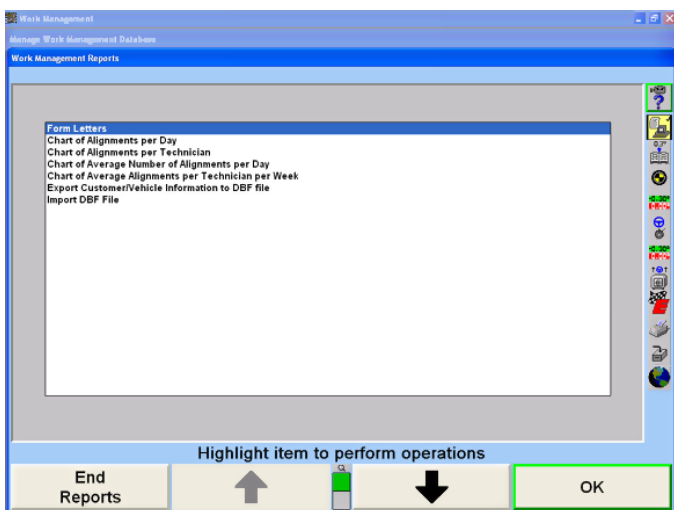 Work Management
Manage Work Management Database
Work Management Reports
Form Letters
Chart of Alignments per Day
Chart of Alignments per Technician
Chart of Average Number of Alignments per Day
Chart of Average Alignments per Technician per Week
Export Customer/Vehicle Information to DBF file
Import DBF File
Highlight item to perform operations
End
Reports
OK